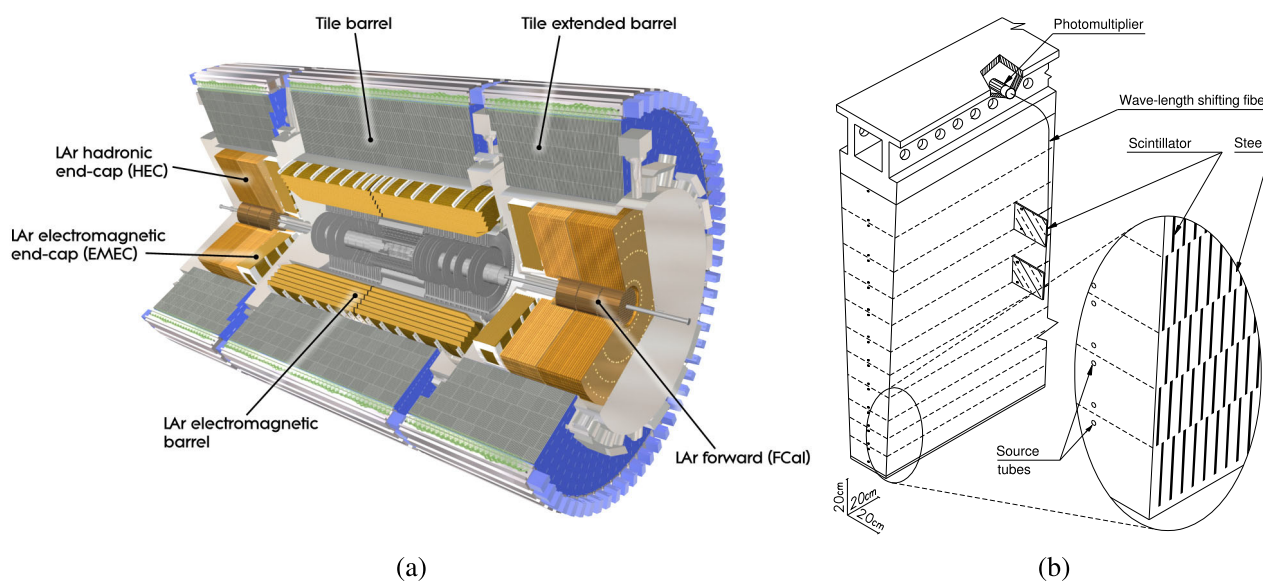 Tile barrel
Tile extended barrel
LAr hadronic
end-cap (HEC)
LAr electromagnetic
end-cap (EMEC)
LAr electromagnetic
barrel
LAr forward (FCal)
(a)
Photomultiplier
Wave-length shifting fibe
Scintillator
Stee
Source
tubes
20cm
20cm
20cm
(b)